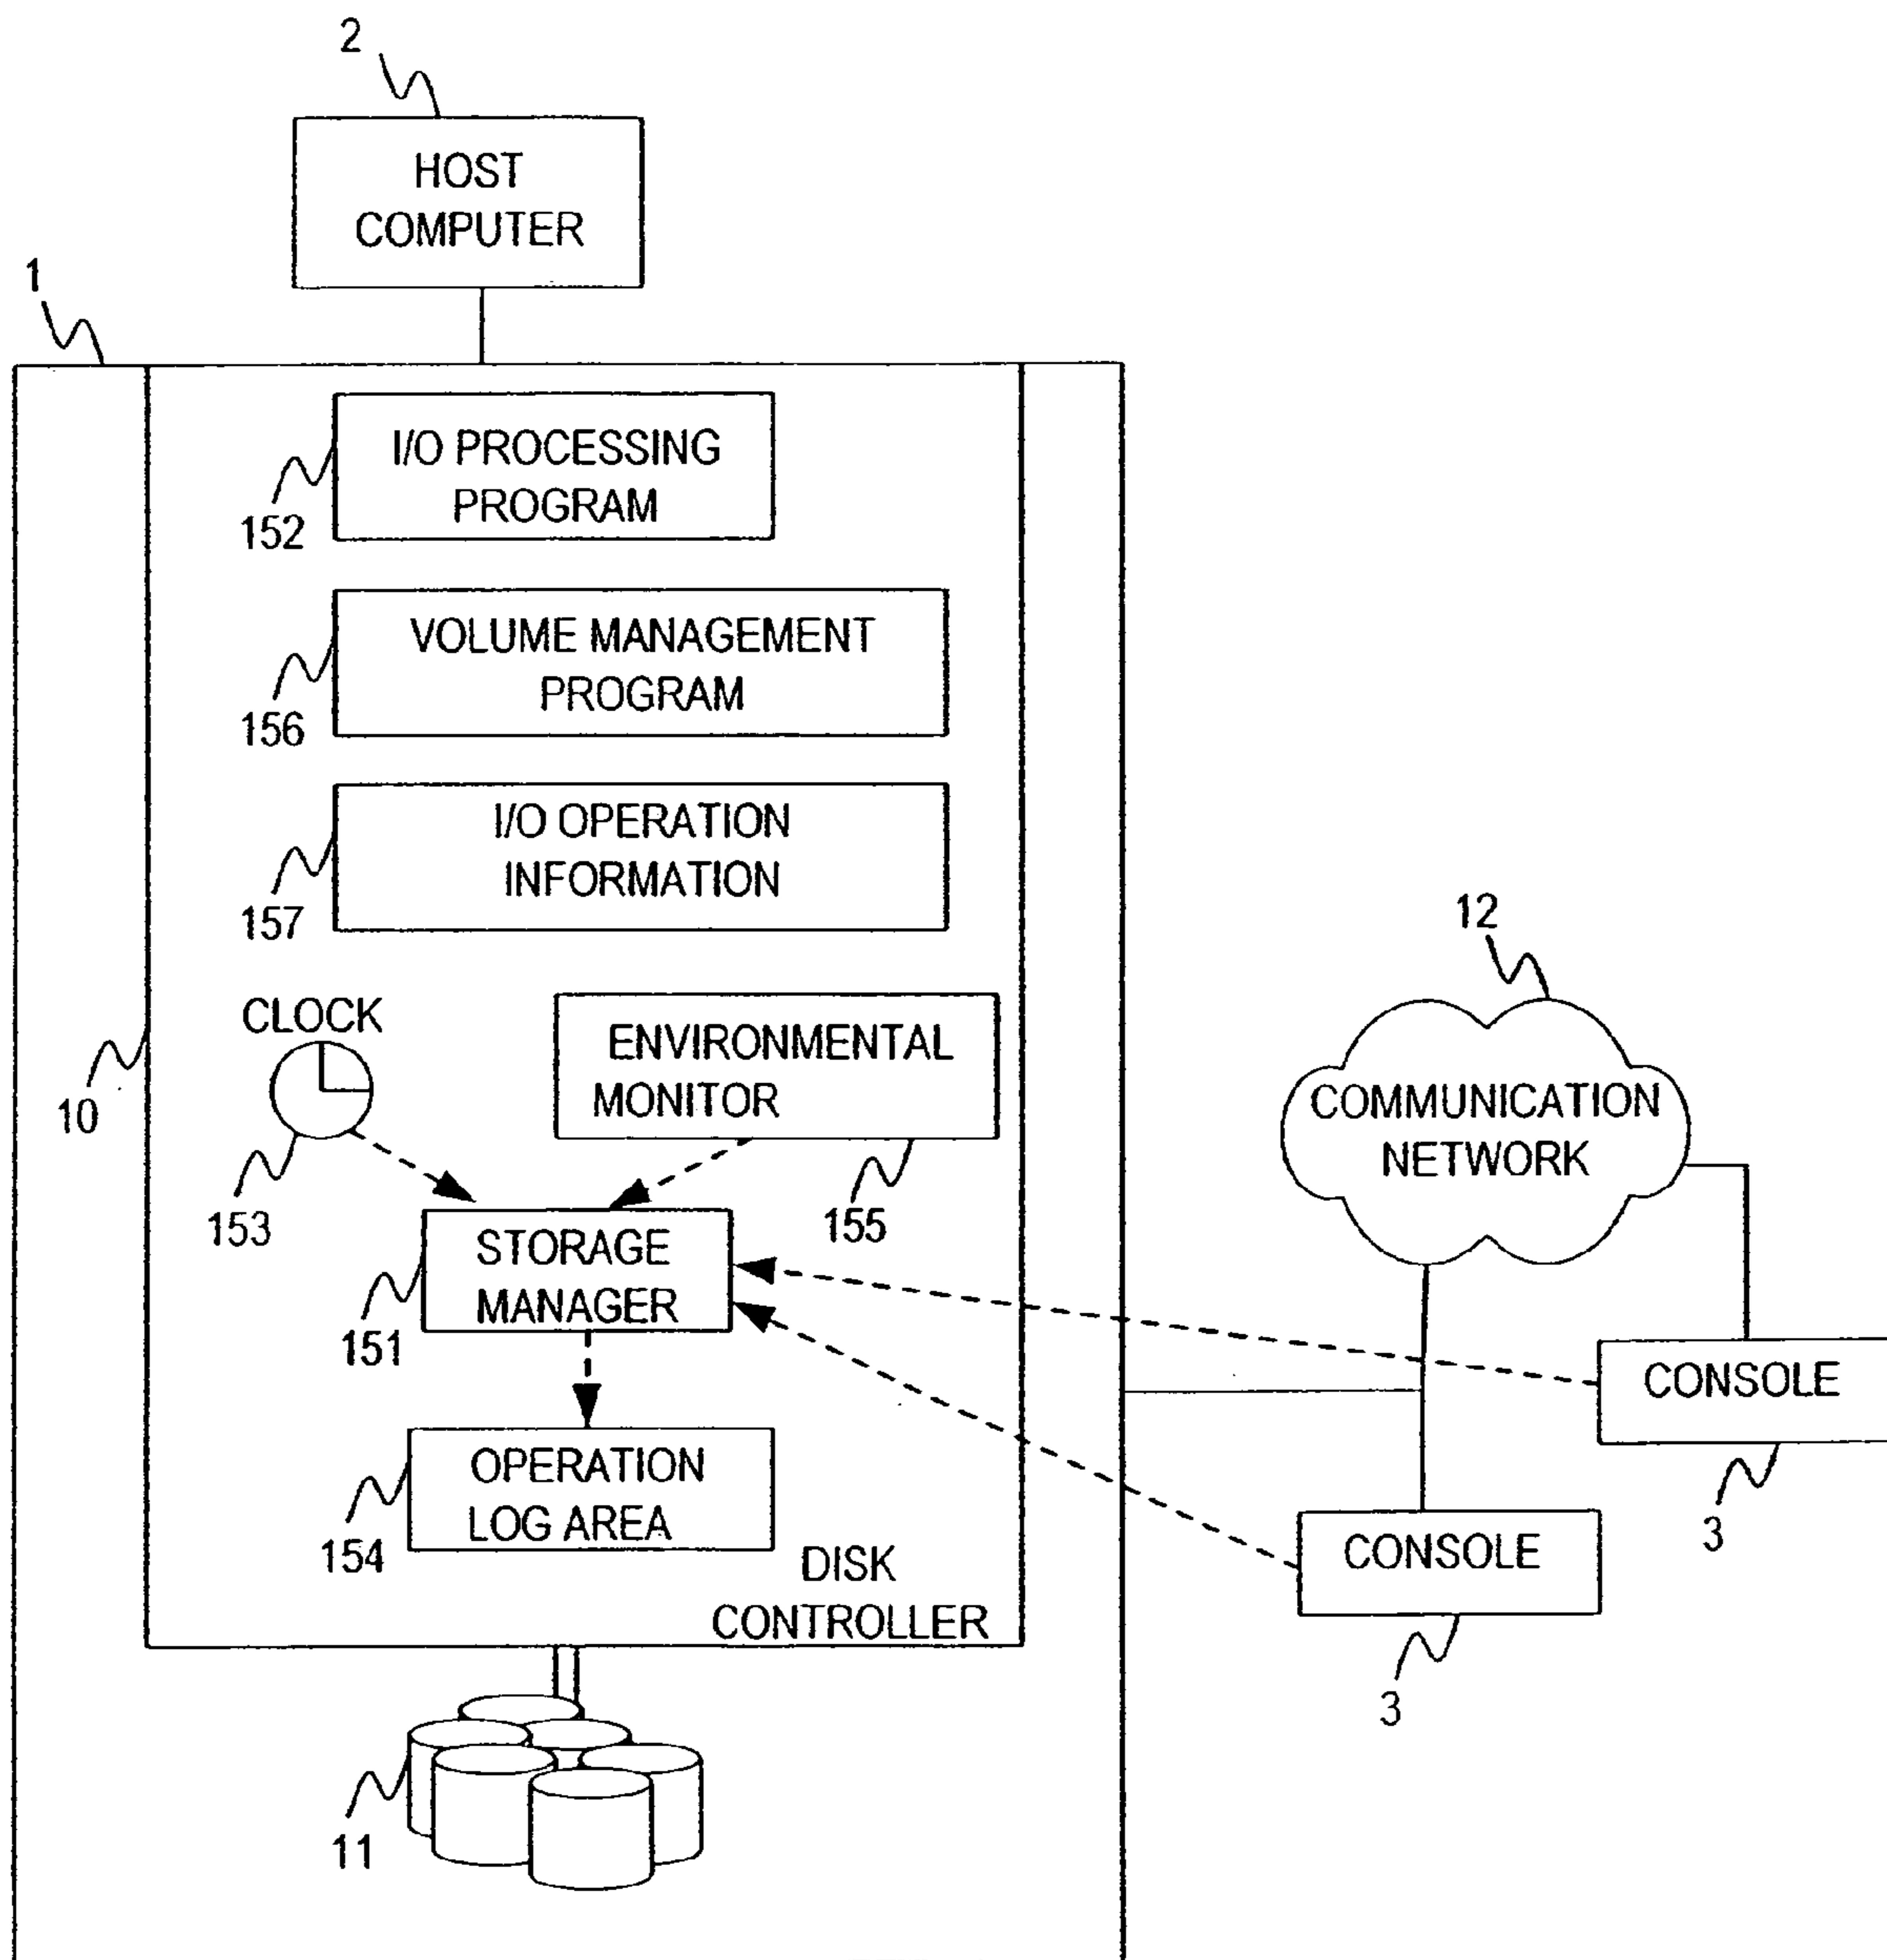 2
HOST
COMPUTER
1
I/O PROCESSING
PROGRAM
152
VOLUME MANAGEMENT
PROGRAM
156
I/O OPERATION
INFORMATION
157
CLOCK
10
153
ENVIRONMENTAL
MONITOR
155
STORAGE
MANAGER
151
OPERATION
LOG AREA
154
DISK
CONTROLLER
11
12
COMMUNICATION
NETWORK
CONSOLE
3
CONSOLE
3